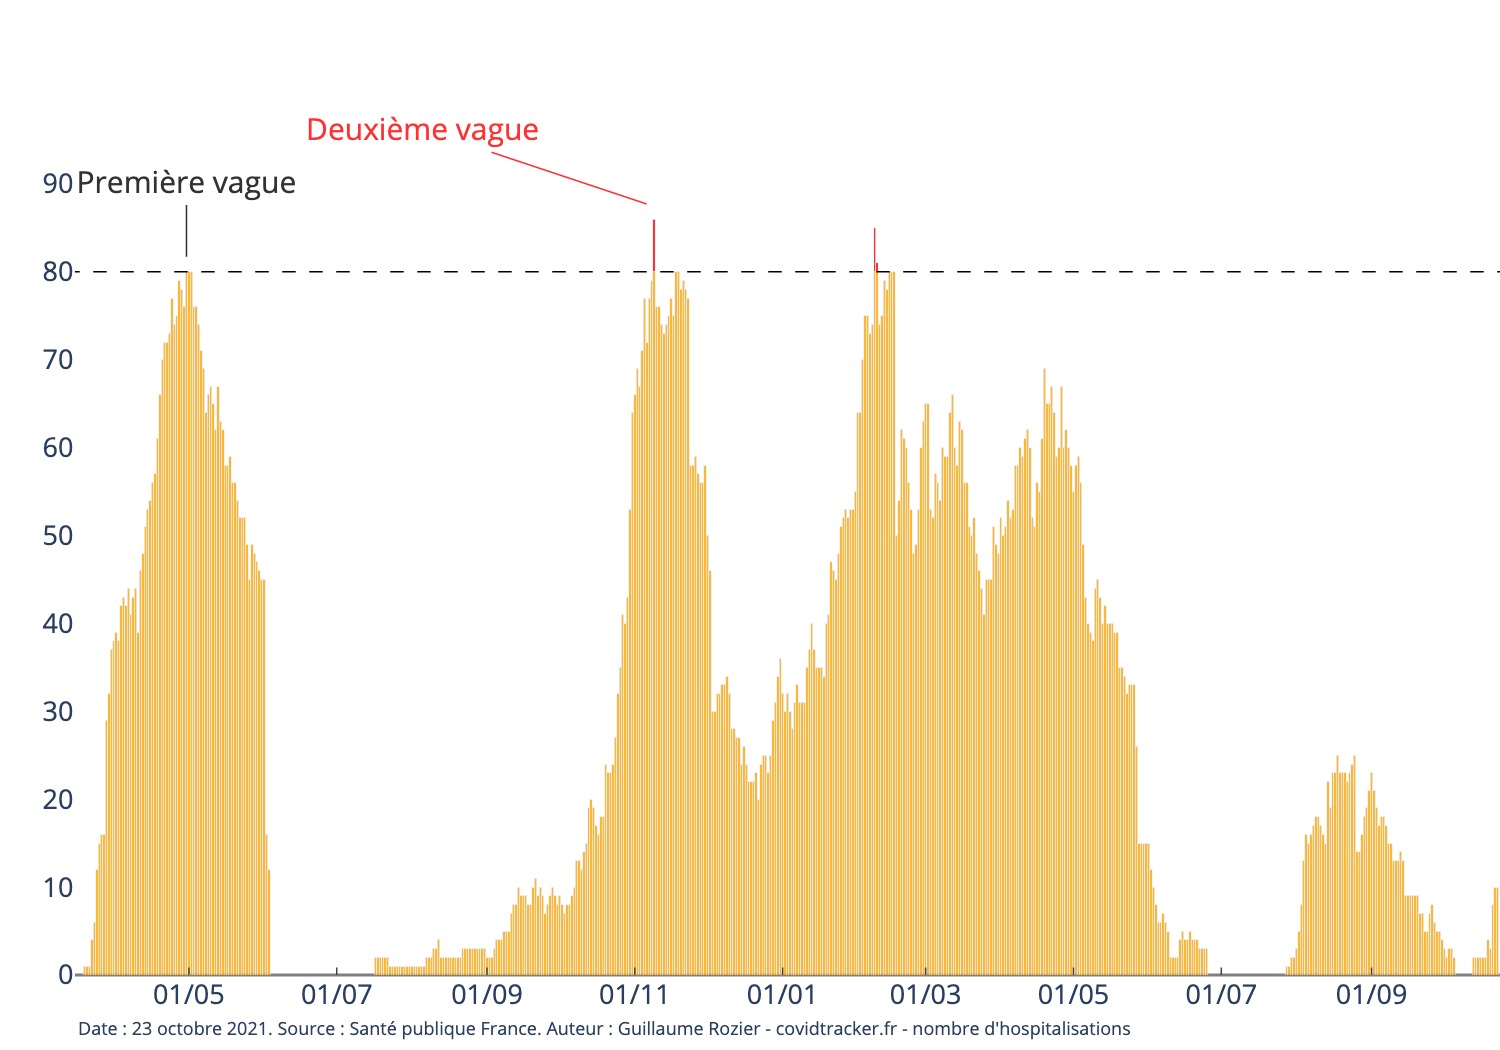 Deuxième vague
90 Première vague
80
70
60
50
40
30
20
10
0
01/05 01/07 01/09 01/11 01/01 01/03 01/05 01/07 01/09
Date : 23 octobre 2021. Source : Santé publique France. Auteur : Guillaume Rozier - covidtracker.fr - nombre d'hospitalisations